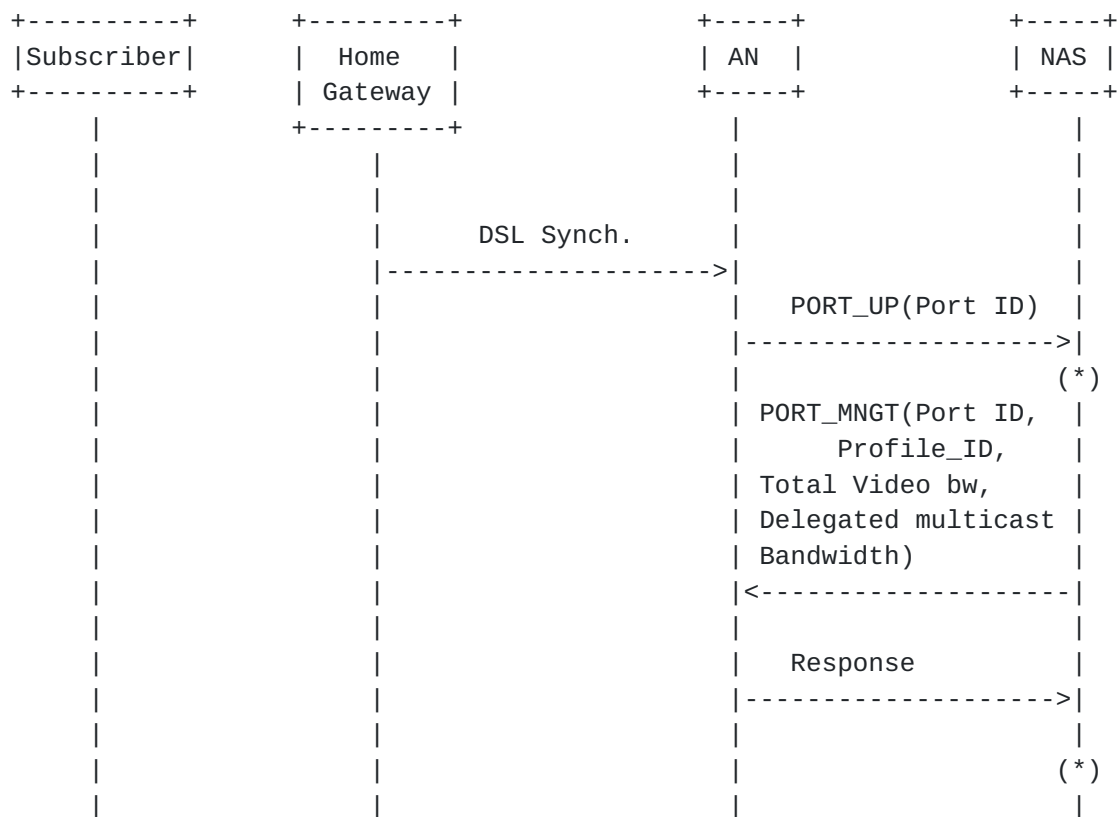 +----------+      +---------+               +-----+             +-----+
|Subscriber|      |  Home   |               | AN  |             | NAS |
+----------+      | Gateway |               +-----+             +-----+
     |            +---------+                 |                     |
     |                 |                      |                     |
     |                 |                      |                     |
     |                 |      DSL Synch.      |                     |
     |                 |--------------------->|                     |
     |                 |                      |   PORT_UP(Port ID)  |
     |                 |                      |-------------------->|
     |                 |                      |                    (*)
     |                 |                      | PORT_MNGT(Port ID,  |
     |                 |                      |      Profile_ID,    |
     |                 |                      | Total Video bw,     |
     |                 |                      | Delegated multicast |
     |                 |                      | Bandwidth)          |
     |                 |                      |<--------------------|
     |                 |                      |                     |
     |                 |                      |   Response          |
     |                 |                      |-------------------->|
     |                 |                      |                     |
     |                 |                      |                    (*)
     |                 |                      |                     |